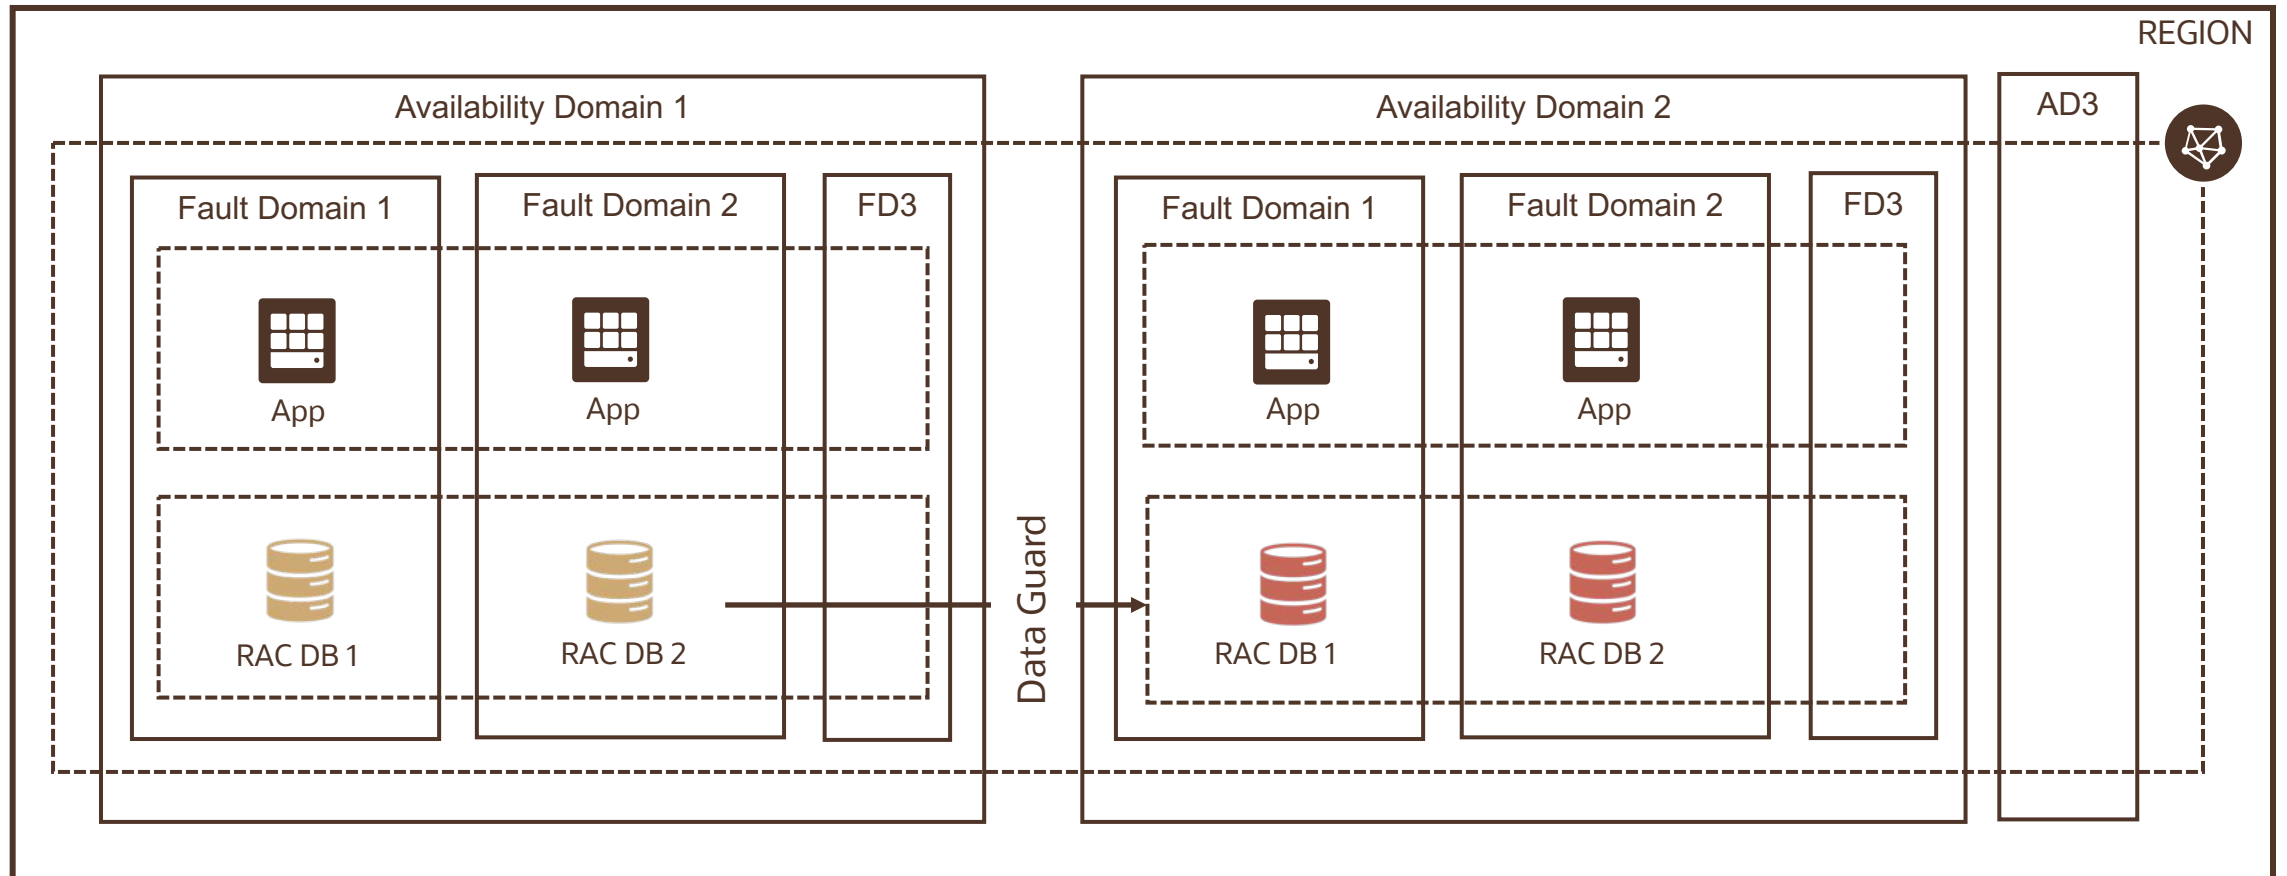 REGION
Availability Domain 1
Availability Domain 2
AD3
Fault Domain 1
Fault Domain 2
FD3
Fault Domain 1
Fault Domain 2
FD3
App
App
App
App
Data Guard
RAC DB 1
RAC DB 2
RAC DB 1
RAC DB 2